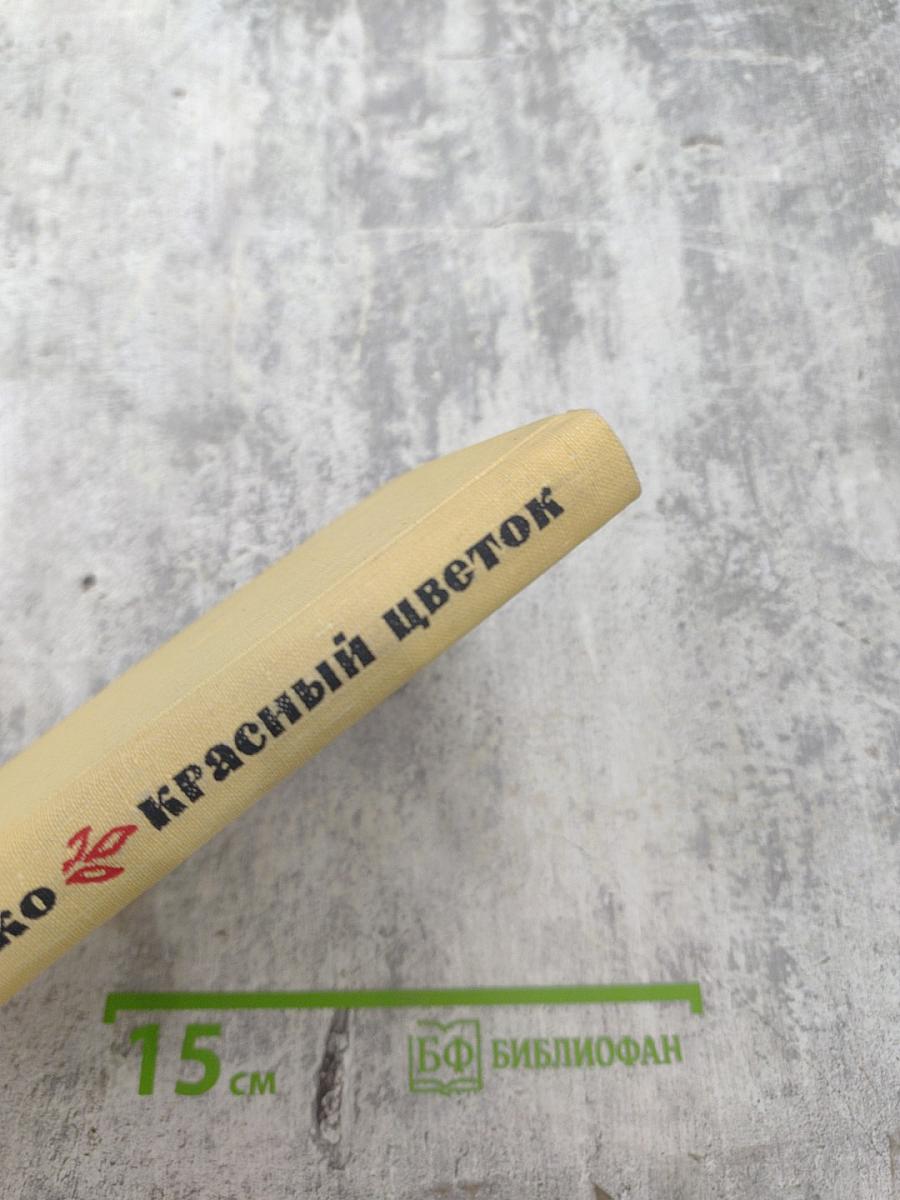 ко красный цветок
15 см
БФ БИБЛИОФАН